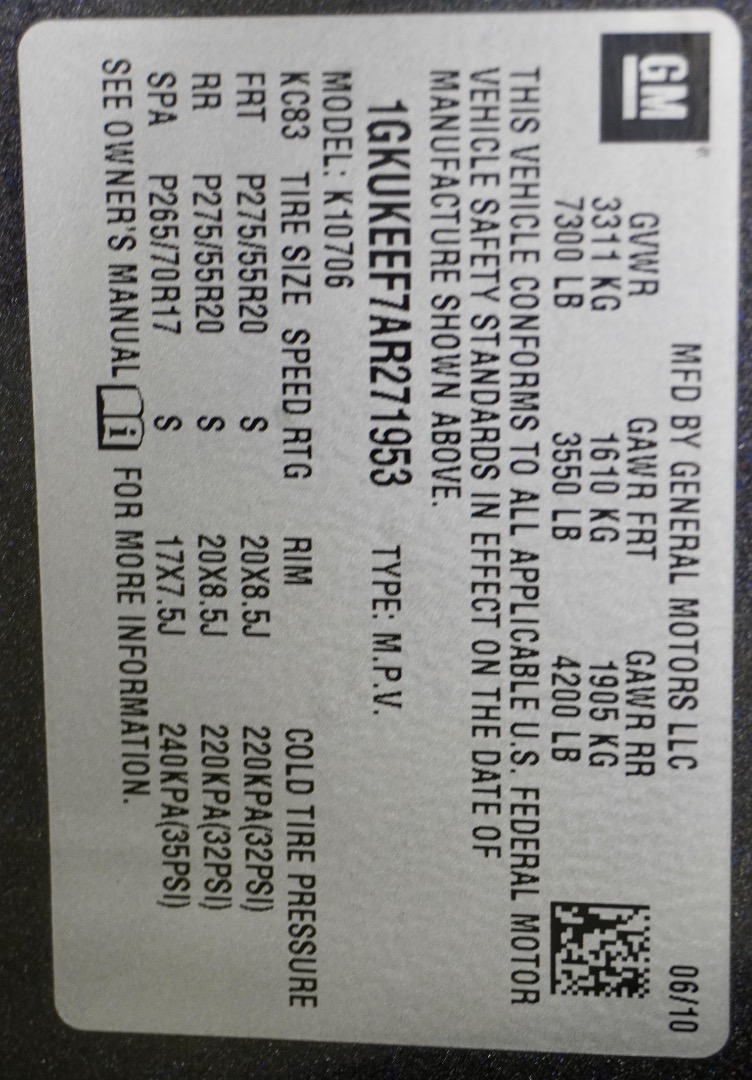 GM
MFD BY GENERAL MOTORS LLC 06/10
GVWR GAWR FRT GAWR RR
3311 KG 1610 KG 1905 KG
7300 LB 3550 LB 4200 LB
THIS VEHICLE CONFORMS TO ALL APPLICABLE U.S. FEDERAL MOTOR
VEHICLE SAFETY STANDARDS IN EFFECT ON THE DATE OF
MANUFACTURE SHOWN ABOVE.
1GKUKEEF7AR271953 TYPE: M.P.V.
MODEL: K10706
KC83 TIRE SIZE SPEED RTG RIM COLD TIRE PRESSURE
FRT P275/55R20 S 20X8.5J 220KPA(32PSI)
RR P275/55R20 S 20X8.5J 220KPA(32PSI)
SPA P265/70R17 S 17X7.5J 240KPA(35PSI)
SEE OWNER'S MANUAL i FOR MORE INFORMATION.